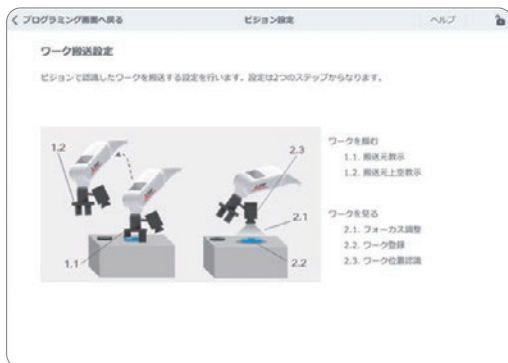 プログラミング画面へ戻る
ビジョン設定
ヘルプ
ワーク搬送設定
ビジョンで認識したワークを搬送する設定を行います。設定は2つのステップからなります。
1.2
1.1
2.3
2.1
2.2
ワークを掴む
1.1. 搬送元教示
1.2. 搬送元上空教示
ワークを見る
2.1. フォーカス調整
2.2. ワーク登録
2.3. ワーク位置認識